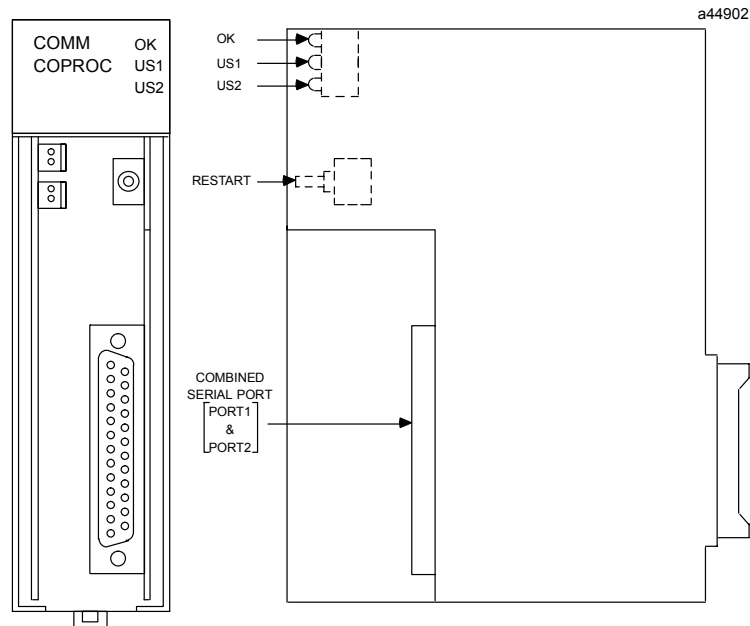 a44902
COMM OK
COPROC US1
US2
OK
US1
US2
RESTART
COMBINED
SERIAL PORT
PORT1
&
PORT2